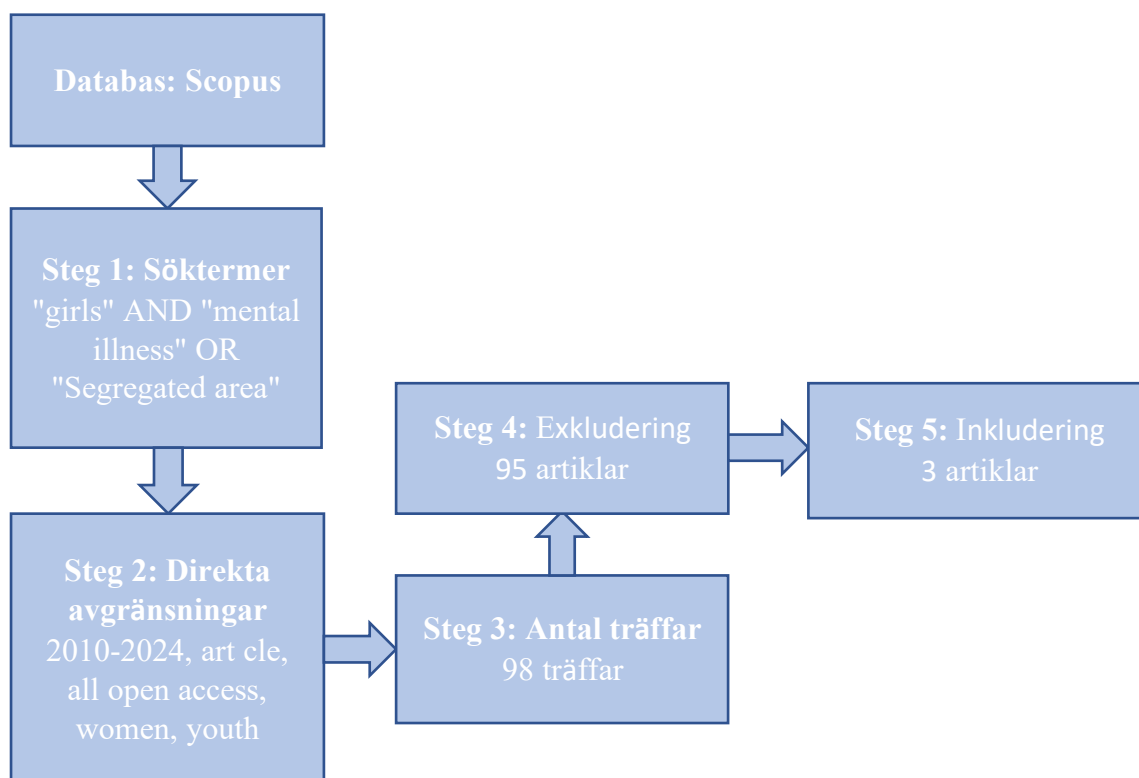 Databas: Scopus
Steg 1: Söktermer
"girls" AND "mental
illness" OR
"Segregated area"
Steg 2: Direkta
avgränsningar
2010-2024, art cle,
all open access,
women, youth
Steg 3: Antal träffar
98 träffar
Steg 4: Exkludering
95 artiklar
Steg 5: Inkludering
3 artiklar